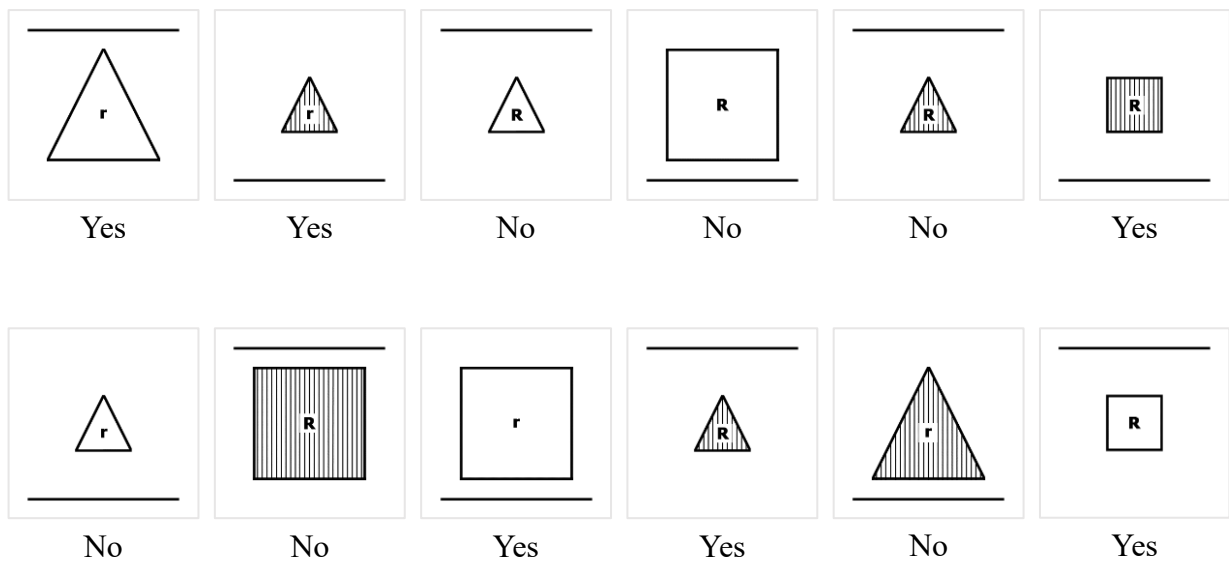 r r R R R R
Yes Yes No No No Yes
r R r R r R
No No Yes Yes No Yes